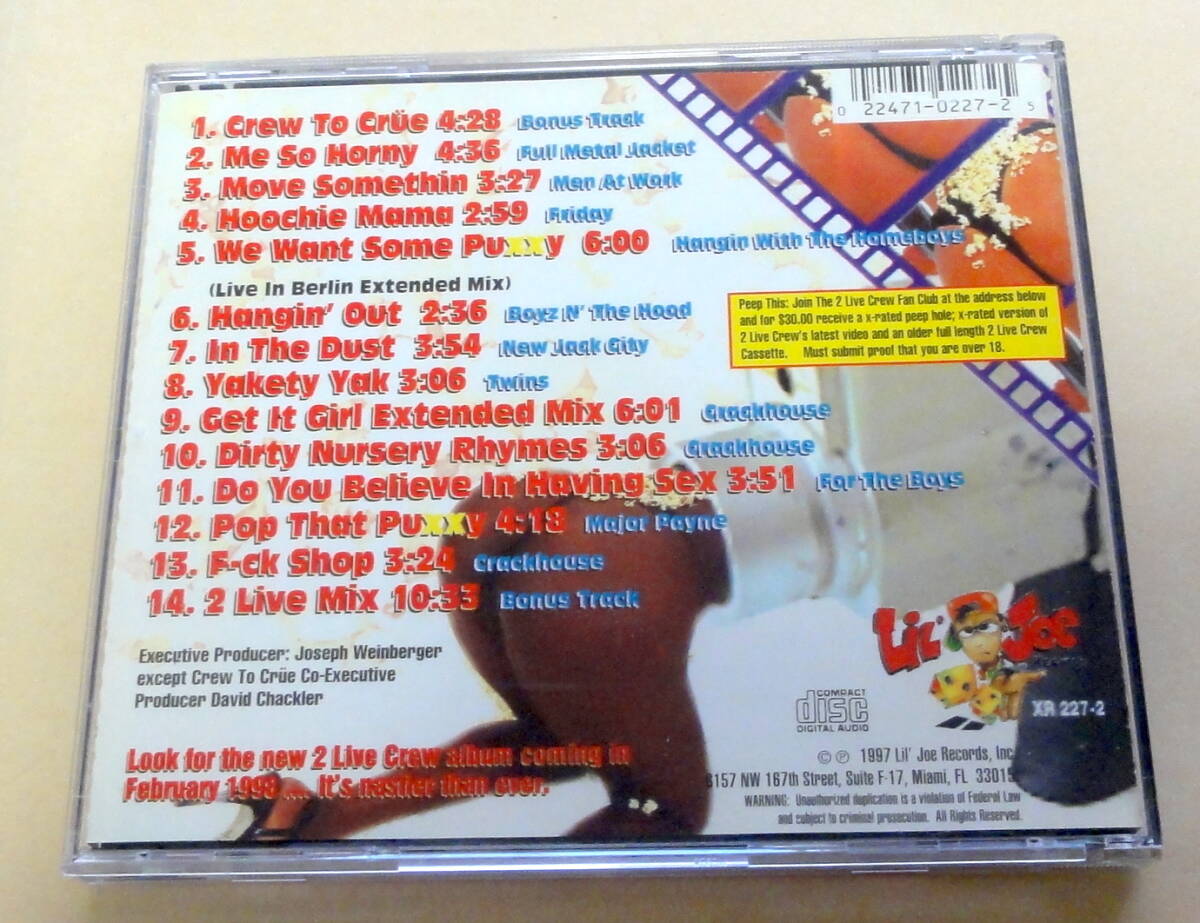 0 22471-0227-2 5
1. Crew To Crüe 4:28 Bonus Track
2. Me So Horny 4:36 Full Metal Jacket
3. Move Somethin 3:27 Men At Work
4. Hoochie Mama 2:59 Friday
5. We Want Some Puxxy 6:00 Hangin With The Homeboys
(Live In Berlin Extended Mix)
6. Hangin' Out 2:36 Boyz N' The Hood
7. In The Dust 3:54 New Jack City
8. Yakety Yak 3:06 Twins
9. Get It Girl Extended Mix 6:01 Crackhouse
10. Dirty Nursery Rhymes 3:06 Crackhouse
11. Do You Believe In Having Sex 3:51 For The Boys
12. Pop That Puxxy 4:18 Major Payne
13. F-ck Shop 3:24 Crackhouse
14. 2 Live Mix 10:33 Bonus Track
Peep This: Join The 2 Live Crew Fan Club at the address below
and for $30.00 receive a x-rated peep hole; x-rated version of
2 Live Crew's latest video and an older full length 2 Live Crew
Cassette. Must submit proof that you are over 18.
Executive Producer: Joseph Weinberger
except Crew To Crüe Co-Executive
Producer David Chackler
Look for the new 2 Live Crew album coming in
February 1998 .... It's nastier than ever.
Lil' Joe
XR 227-2
COMPACT
disc
DIGITAL AUDIO
© ℗ 1997 Lil' Joe Records, Inc.
6157 NW 167th Street, Suite F-17, Miami, FL 33015
WARNING: Unauthorized duplication is a violation of Federal Law
and subject to criminal prosecution. All Rights Reserved.